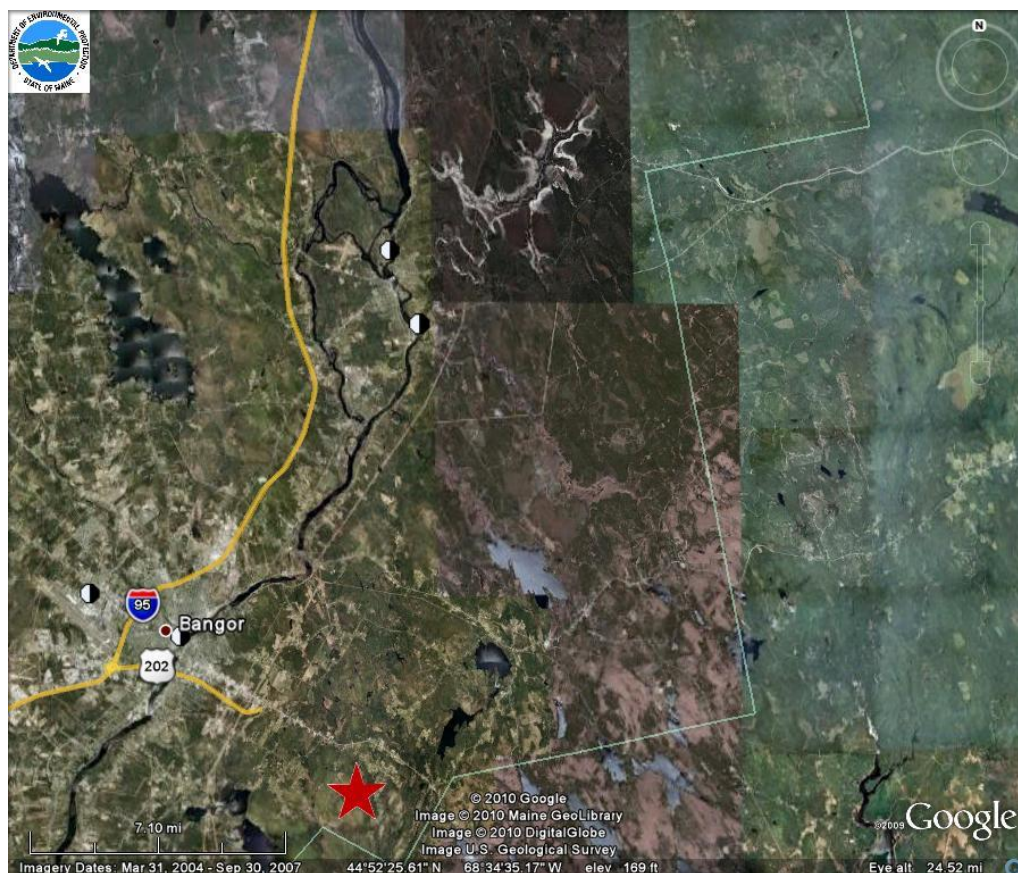 DEPARTMENT OF ENVIRONMENTAL PROTECTION
STATE OF MAINE
N
95
Bangor
202
7.10 mi
© 2010 Google
Image © 2010 Maine GeoLibrary
Image © 2010 DigitalGlobe
Image U.S. Geological Survey
©2009 Google
Imagery Dates: Mar 31, 2004 - Sep 30, 2007 44°52'25.61" N 68°34'35.17" W elev 169 ft Eye alt 24.52 mi